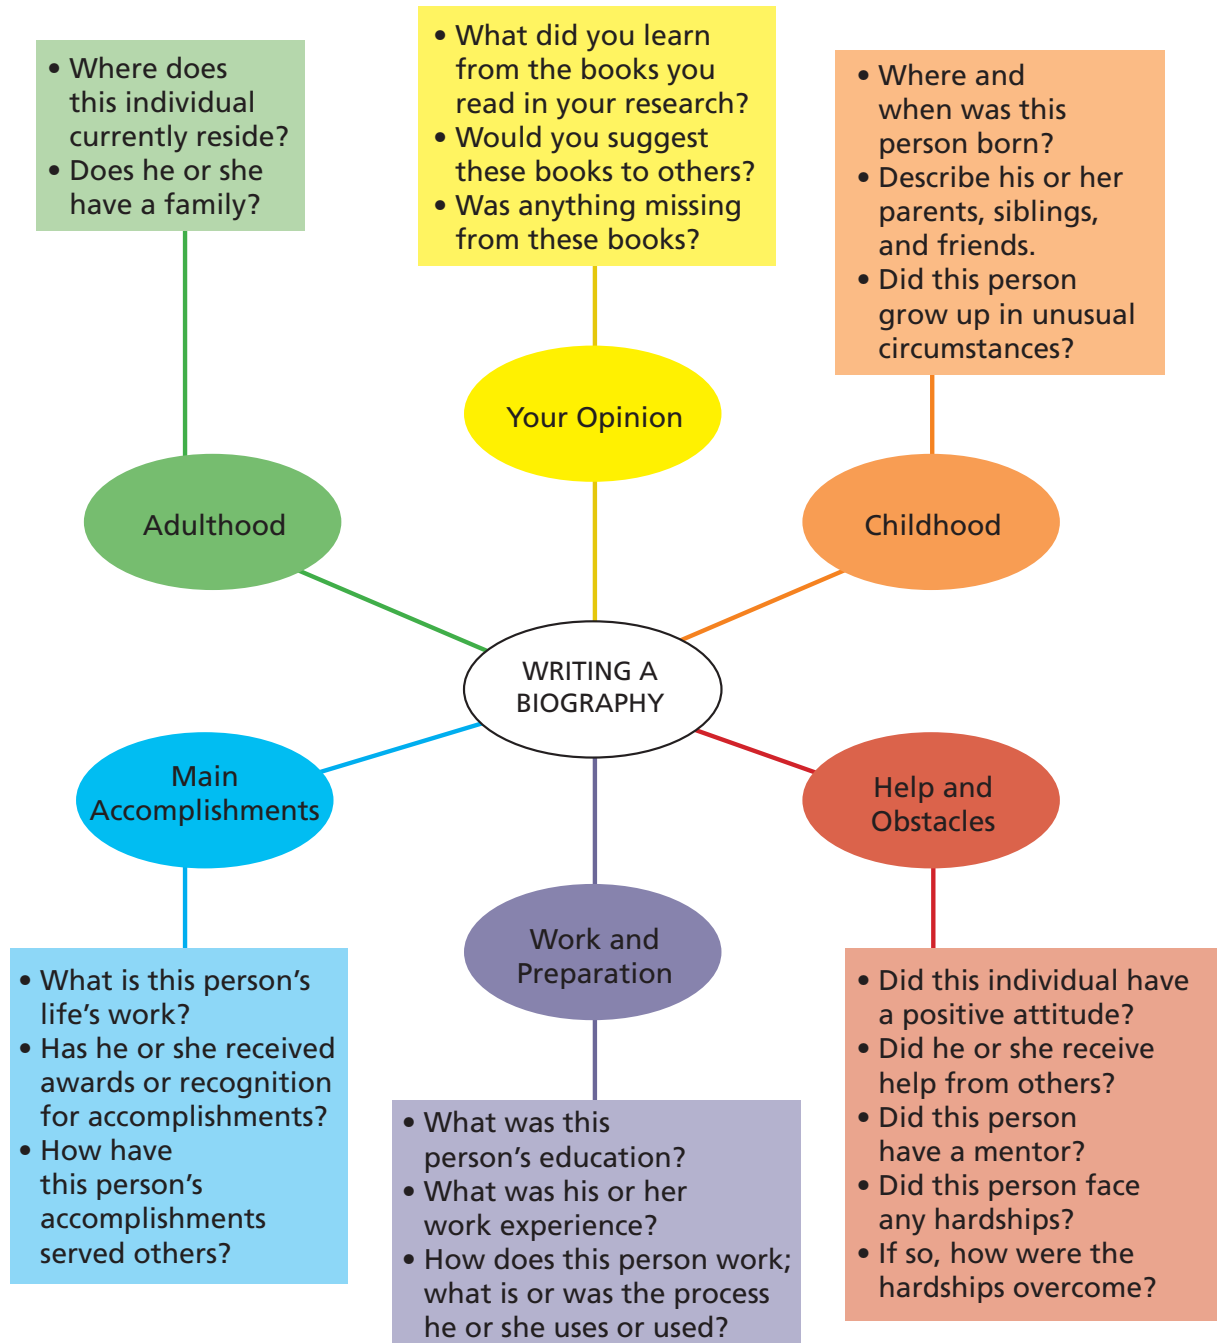 • Where does
this individual
currently reside?
• Does he or she
have a family?
• What did you learn
from the books you
read in your research?
• Would you suggest
these books to others?
• Was anything missing
from these books?
• Where and
when was this
person born?
• Describe his or her
parents, siblings,
and friends.
• Did this person
grow up in unusual
circumstances?
Adulthood
Your Opinion
Childhood
WRITING A
BIOGRAPHY
Main
Accomplishments
Work and
Preparation
Help and
Obstacles
• What is this person’s
life’s work?
• Has he or she received
awards or recognition
for accomplishments?
• How have
this person’s
accomplishments
served others?
• What was this
person’s education?
• What was his or her
work experience?
• How does this person work;
what is or was the process
he or she uses or used?
• Did this individual have
a positive attitude?
• Did he or she receive
help from others?
• Did this person
have a mentor?
• Did this person face
any hardships?
• If so, how were the
hardships overcome?